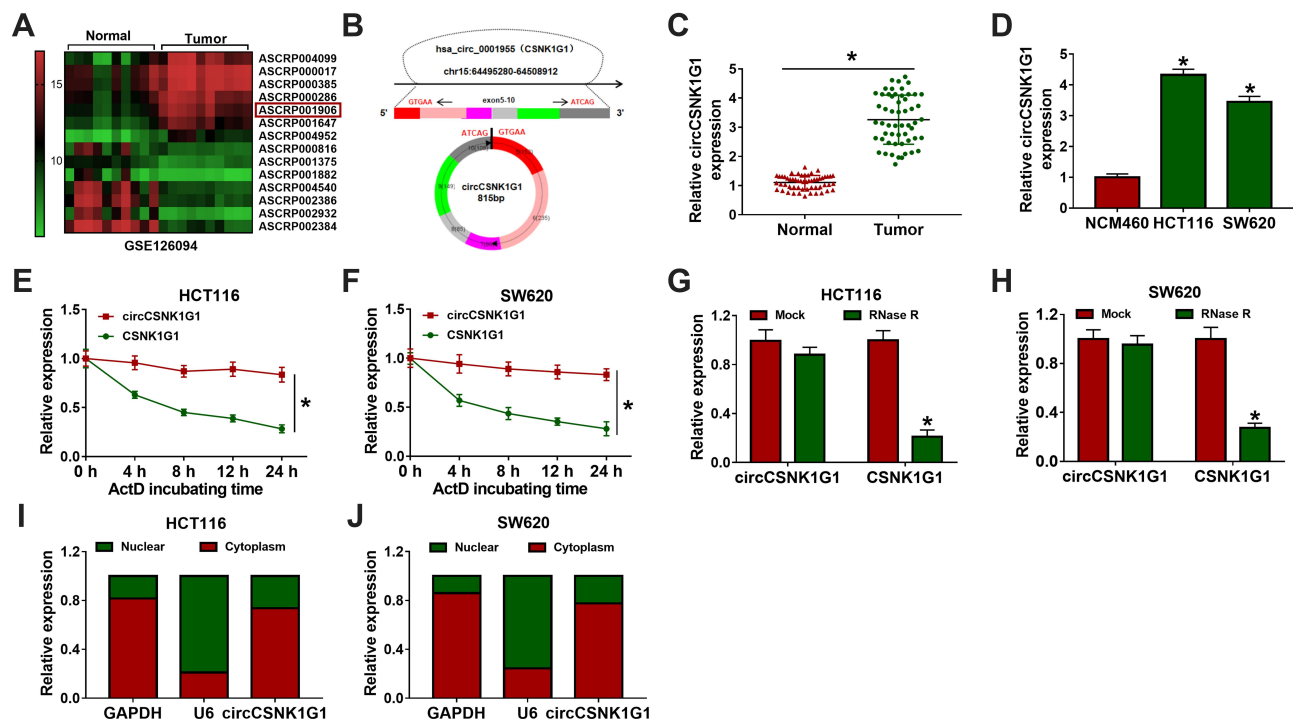 A
Normal
Tumor
15
10
ASCRP004099
ASCRP000017
ASCRP000385
ASCRP000286
ASCRP001906
ASCRP001647
ASCRP004952
ASCRP000816
ASCRP001375
ASCRP001882
ASCRP004540
ASCRP002386
ASCRP002932
ASCRP002384
GSE126094
B
hsa_circ_0001955（CSNK1G1）
chr15:64495280-64508912
GTGAA
exon5-10
ATCAG
5'
3'
ATCAG
GTGAA
circCSNK1G1
815bp
9(149)
8(85)
C
Relative circCSNK1G1
expression
5
4
3
2
1
0
*
Normal
Tumor
D
Relative circCSNK1G1
expression
5
4
3
2
1
0
*
*
NCM460
HCT116
SW620
E
HCT116
Relative expression
1.5
1.0
0.5
0.0
circCSNK1G1
CSNK1G1
*
0 h
4 h
8 h
12 h
24 h
ActD incubating time
F
SW620
Relative expression
1.5
1.0
0.5
0.0
circCSNK1G1
CSNK1G1
*
0 h
4 h
8 h
12 h
24 h
ActD incubating time
G
HCT116
Mock
RNase R
Relative expression
1.2
0.8
0.4
0.0
*
circCSNK1G1
CSNK1G1
H
SW620
Mock
RNase R
Relative expression
1.2
0.8
0.4
0.0
*
circCSNK1G1
CSNK1G1
I
HCT116
Nuclear
Cytoplasm
Relative expression
1.2
0.8
0.4
0.0
GAPDH
U6
circCSNK1G1
J
SW620
Nuclear
Cytoplasm
Relative expression
1.2
0.8
0.4
0.0
GAPDH
U6
circCSNK1G1